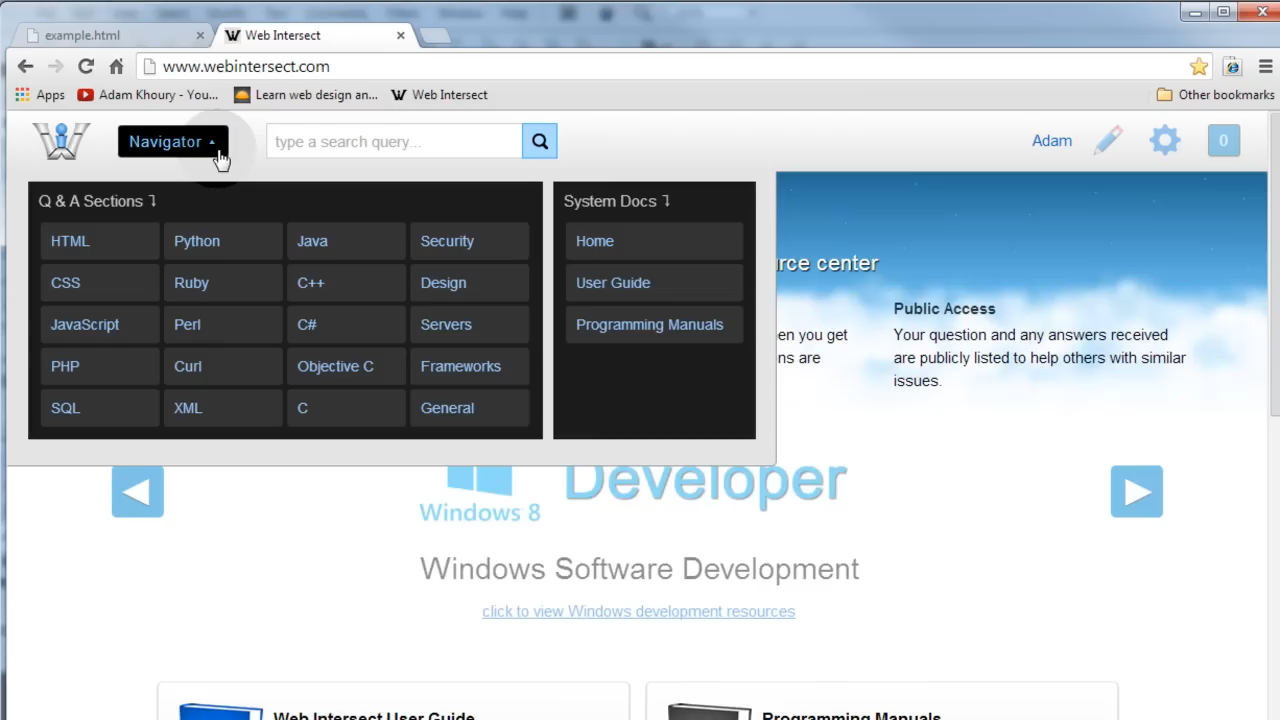 example.html
Web Intersect
www.webintersect.com
Apps
Adam Khoury - You...
Learn web design an...
Web Intersect
Other bookmarks
Navigator
type a search query...
Adam
0
Q & A Sections
System Docs
HTML Python Java Security
Home
CSS Ruby C++ Design
User Guide
JavaScript Perl C# Servers
Programming Manuals
PHP Curl Objective C Frameworks
SQL XML C General
rce center
Public Access
en you get
Your question and any answers received
ns are
are publicly listed to help others with similar
issues.
Developer
Windows 8
Windows Software Development
click to view Windows development resources
Web Intersect User Guide
Programming Manuals